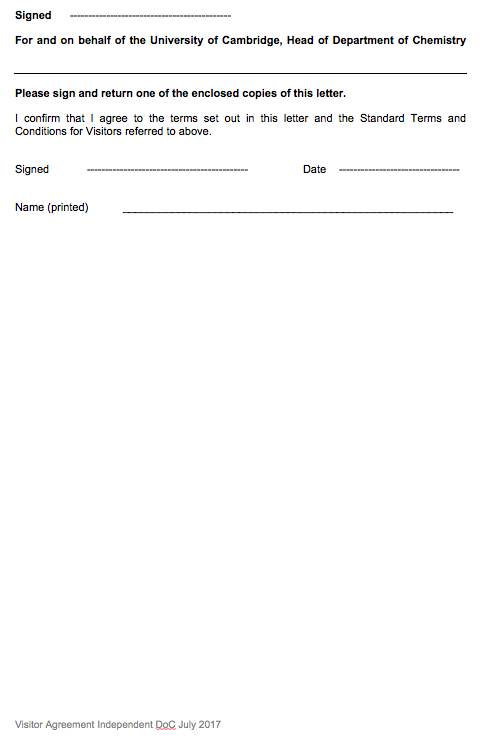 Signed --------------------------------------------
For and on behalf of the University of Cambridge, Head of Department of Chemistry
Please sign and return one of the enclosed copies of this letter.
I confirm that I agree to the terms set out in this letter and the Standard Terms and
Conditions for Visitors referred to above.
Signed -------------------------------------------- Date ---------------------------------
Name (printed) ______________________________________________________
Visitor Agreement Independent DoC July 2017